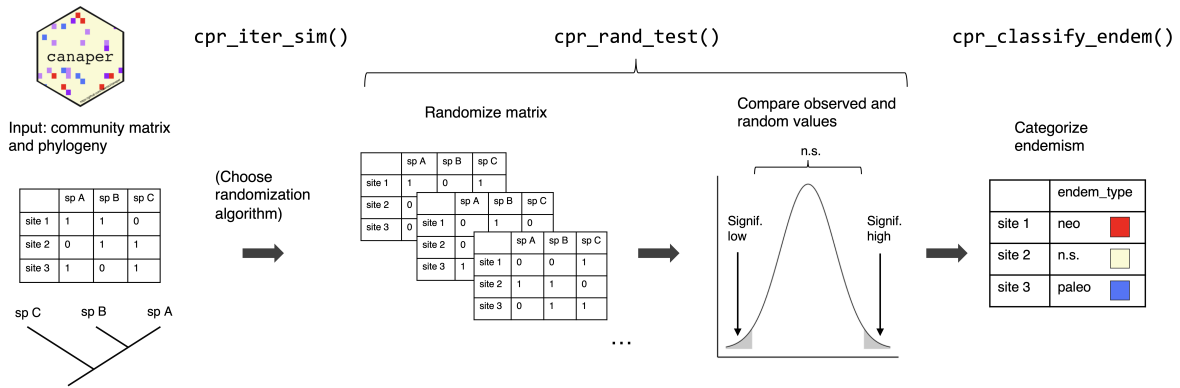 canaper
cpr_iter_sim()
cpr_rand_test()
cpr_classify_endem()
Input: community matrix
and phylogeny
sp A sp B sp C
site 1 1 1 0
site 2 0 1 1
site 3 1 0 1
sp C sp B sp A
(Choose
randomization
algorithm)
Randomize matrix
sp A sp B sp C
site 1 1 0 1
site 2 0
site 3 0
sp A sp B sp C
site 1 0 1 0
site 2 0
site 3 1
sp A sp B sp C
site 1 0 0 1
site 2 1 1 0
site 3 0 1 1
...
Compare observed and
random values
n.s.
Signif.
low
Signif.
high
Categorize
endemism
endem_type
site 1 neo
site 2 n.s.
site 3 paleo